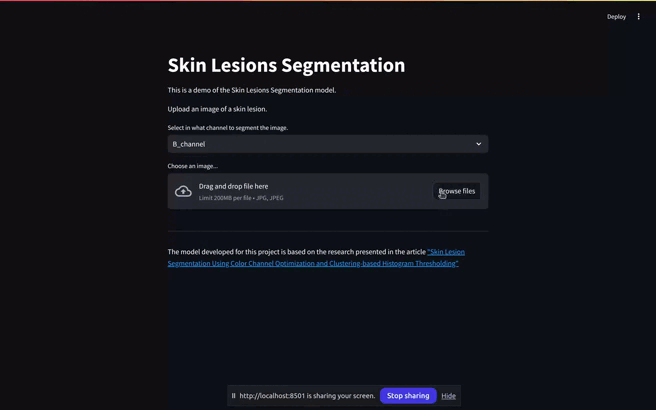 Deploy
Skin Lesions Segmentation
This is a demo of the Skin Lesions Segmentation model.
Upload an image of a skin lesion.
Select in what channel to segment the image.
B_channel
Choose an image...
Drag and drop file here
Limit 200MB per file • JPG, JPEG
Browse files
The model developed for this project is based on the research presented in the article "Skin Lesion
Segmentation Using Color Channel Optimization and Clustering-based Histogram Thresholding"
http://localhost:8501 is sharing your screen.
Stop sharing
Hide